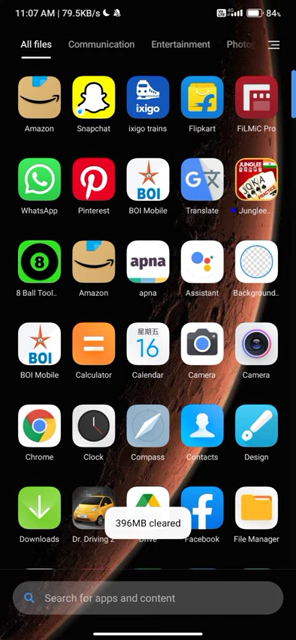 11:07 AM | 79.5KB/s
84%
All files Communication Entertainment Photo
Amazon Snapchat ixigo trains Flipkart FiLMiC Pro
ixigo
BOI
JUNGLEE
JOKA
WhatsApp Pinterest BOI Mobile Translate Junglee..
8
apna
8 Ball Tool.. Amazon apna Assistant Background..
BOI
星期五
16
BOI Mobile Calculator Calendar Camera Camera
Chrome Clock Compass Contacts Design
396MB cleared
Downloads Dr. Driving 2 Drive Facebook File Manager
Search for apps and content